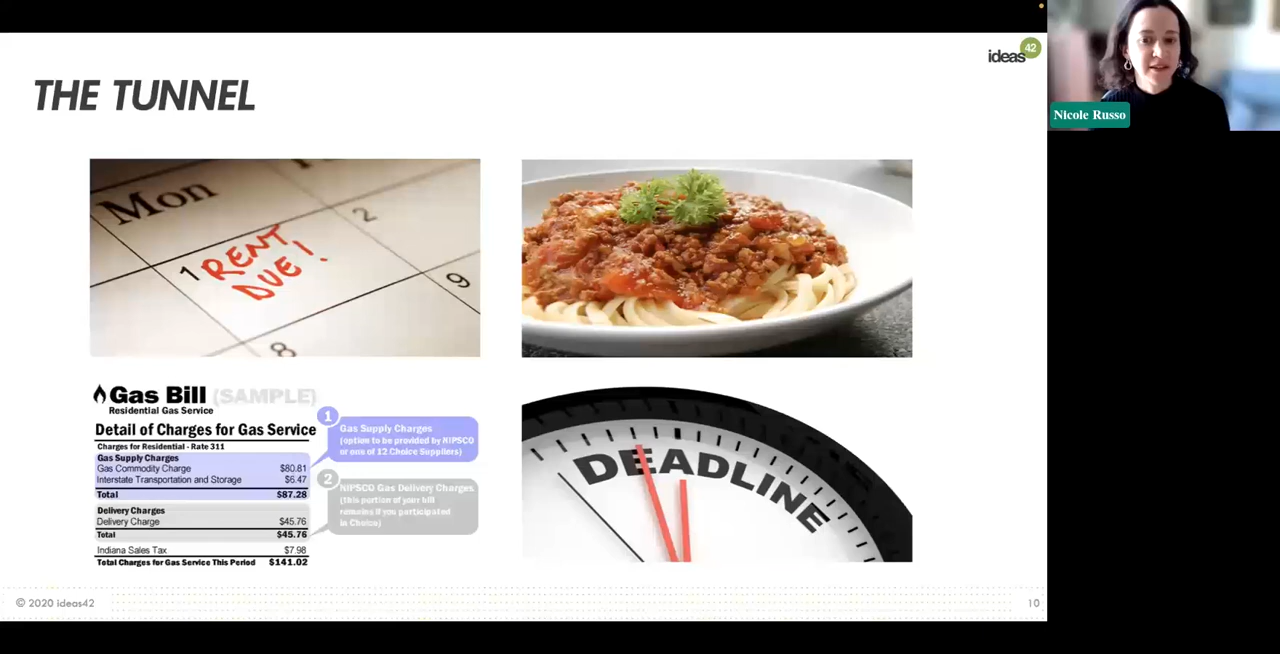 ideas42
Nicole Russo
THE TUNNEL
Mon
1 RENT DUE!
2
8
9
Gas Bill (SAMPLE)
Residential Gas Service
Detail of Charges for Gas Service
Charges for Residential - Rate 311
Gas Supply Charges
Gas Commodity Charge $80.81
Interstate Transportation and Storage $6.47
Total $87.28
Delivery Charges
Delivery Charge $45.76
Total $45.76
Indiana Sales Tax $7.98
Total Charges for Gas Service This Period $141.02
1
Gas Supply Charges
(option to be provided by NIPSCO
or one of 12 Choice Suppliers)
2
NIPSCO Gas Delivery Charges
(this portion of your bill
remains if you participated
in Choice)
DEADLINE
© 2020 ideas42
10